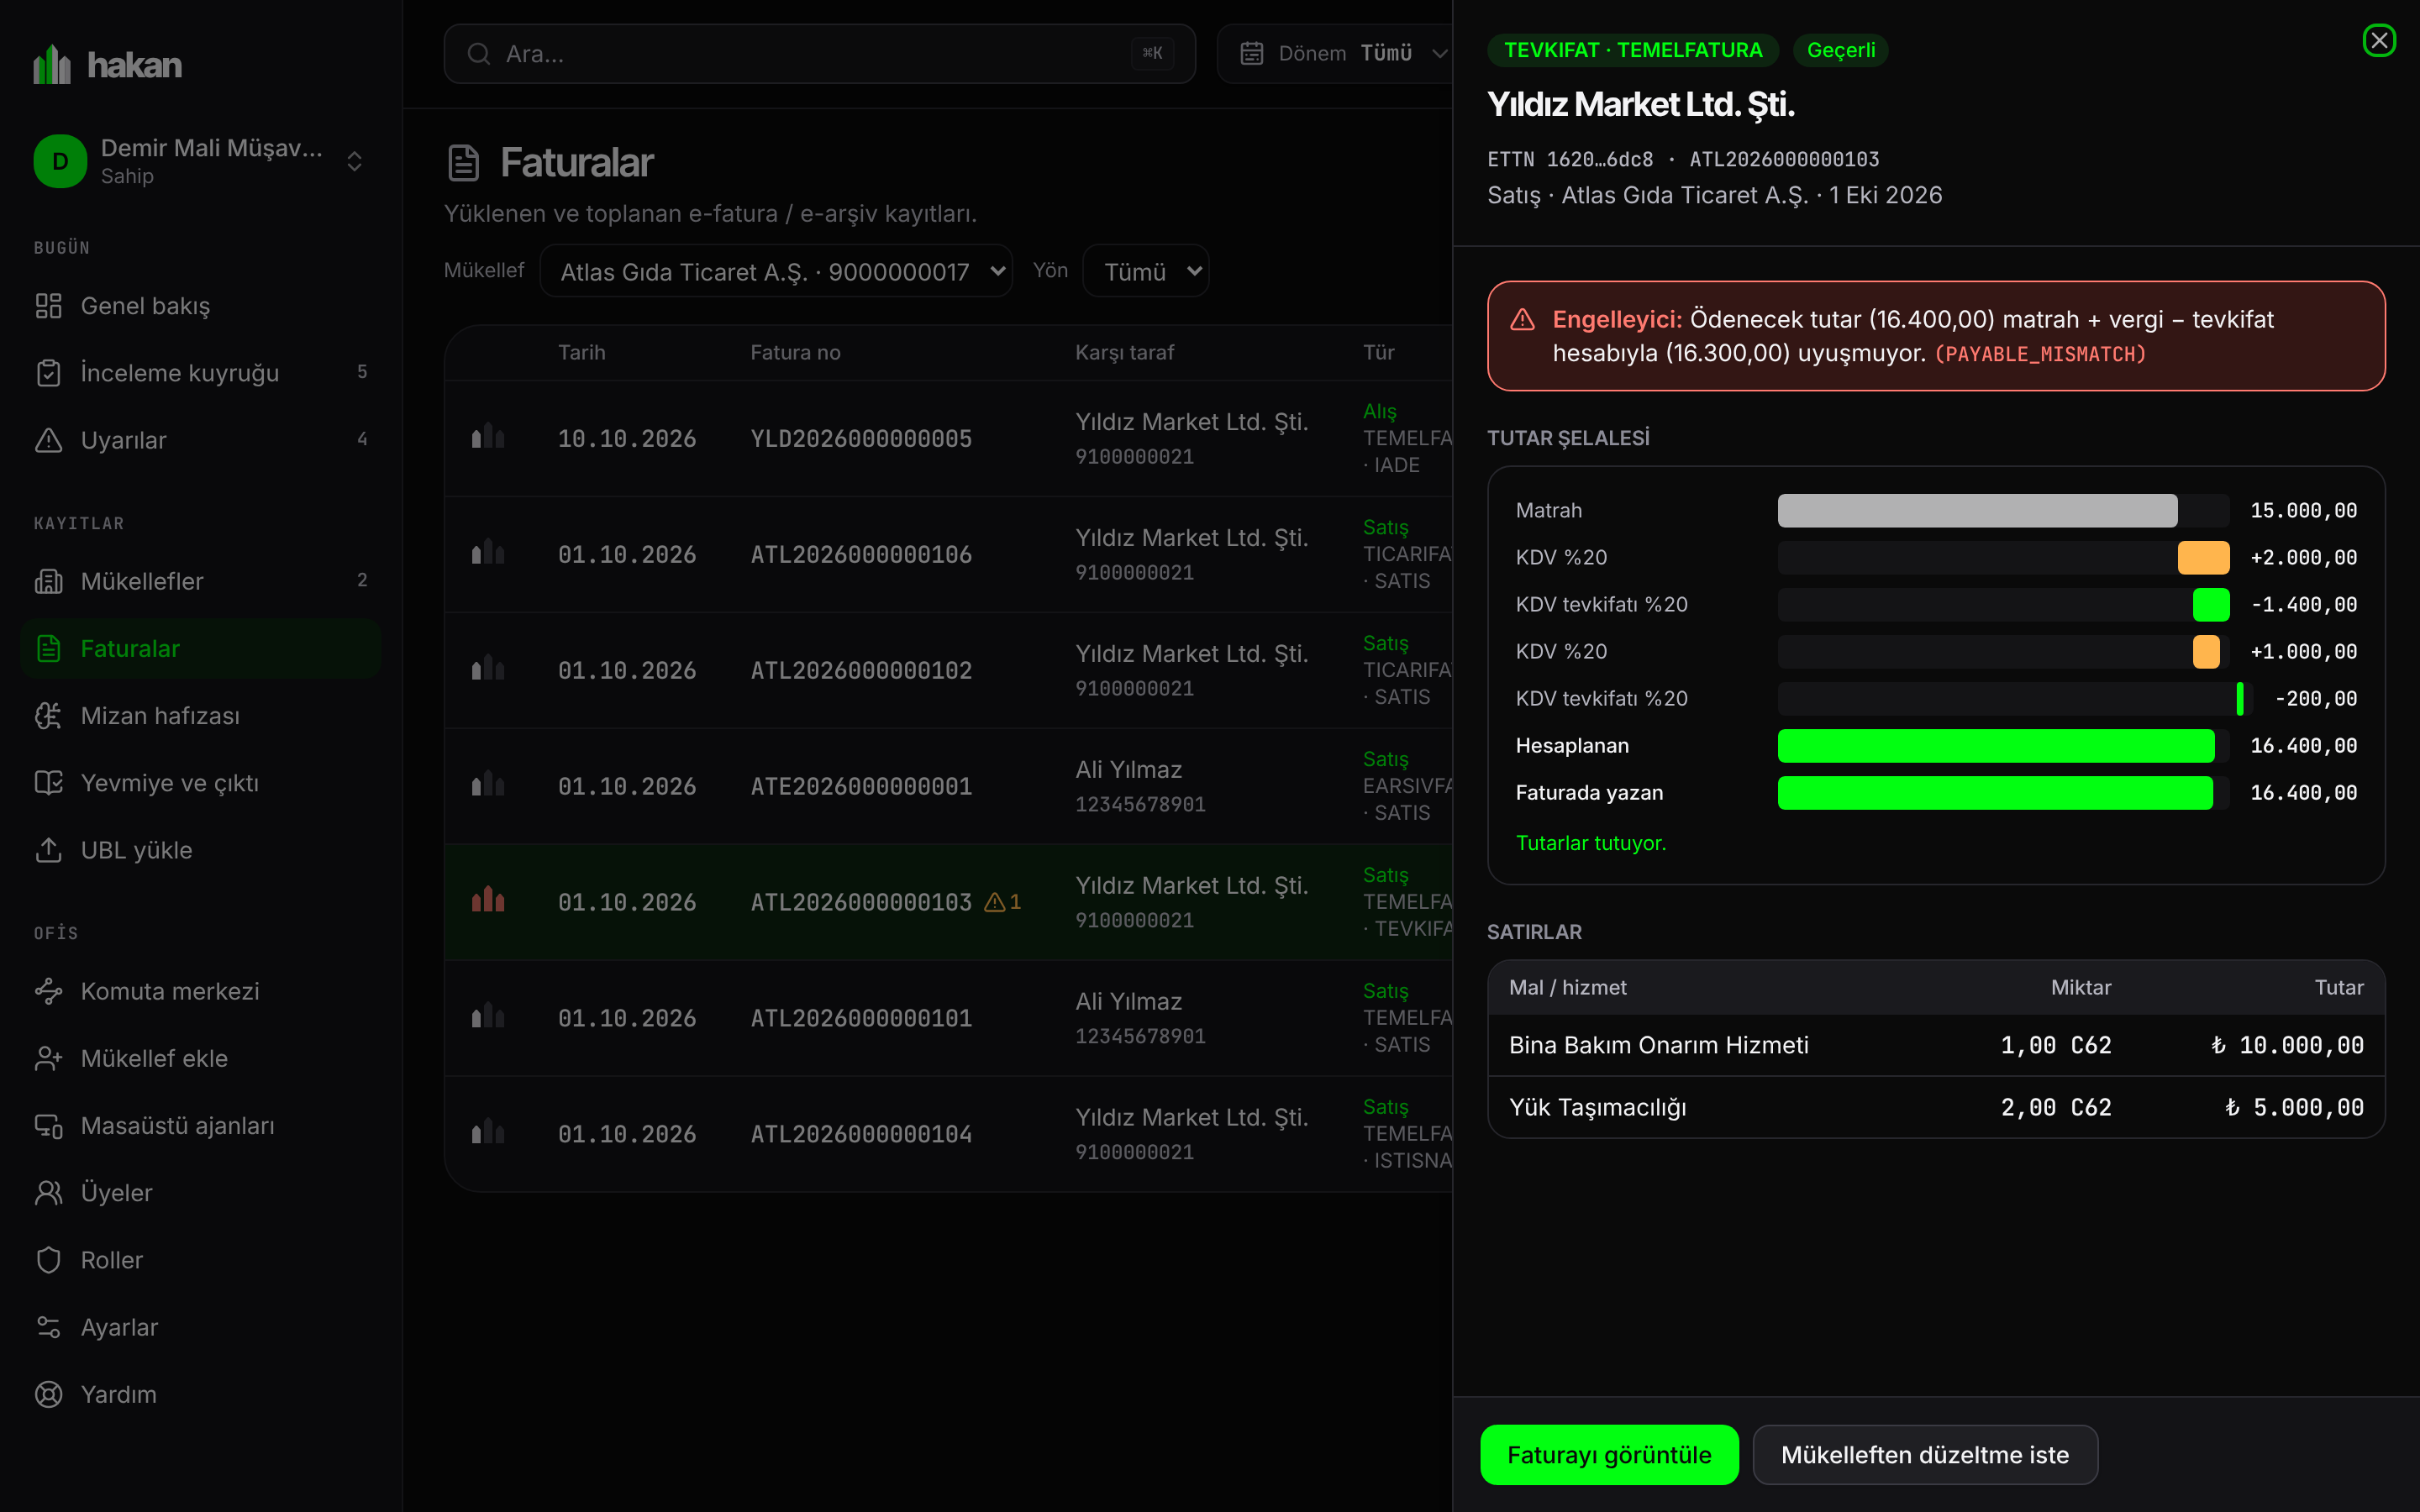 hakan
Demir Mali Müşav...
D
Sahip
BUGÜN
Genel bakış
İnceleme kuyruğu 5
Uyarılar 4
KAYITLAR
Mükellefler 2
Faturalar
Mizan hafızası
Yevmiye ve çıktı
UBL yükle
OFİS
Komuta merkezi
Mükellef ekle
Masaüstü ajanları
Üyeler
Roller
Ayarlar
Yardım
Ara... ⌘K
Dönem Tümü
Faturalar
Yüklenen ve toplanan e-fatura / e-arşiv kayıtları.
Mükellef Atlas Gıda Ticaret A.Ş. · 9000000017 Yön Tümü
Tarih Fatura no Karşı taraf Tür
10.10.2026 YLD2026000000005 Yıldız Market Ltd. Şti. 9100000021 Alış
TEMELFA
· IADE
01.10.2026 ATL2026000000106 Yıldız Market Ltd. Şti. 9100000021 Satış
TICARIFA
· SATIS
01.10.2026 ATL2026000000102 Yıldız Market Ltd. Şti. 9100000021 Satış
TICARIFA
· SATIS
01.10.2026 ATE2026000000001 Ali Yılmaz 12345678901 Satış
EARSIVFA
· SATIS
01.10.2026 ATL2026000000103 1 Yıldız Market Ltd. Şti. 9100000021 Satış
TEMELFA
· TEVKIFA
01.10.2026 ATL2026000000101 Ali Yılmaz 12345678901 Satış
TEMELFA
· SATIS
01.10.2026 ATL2026000000104 Yıldız Market Ltd. Şti. 9100000021 Satış
TEMELFA
· ISTISNA
TEVKIFAT · TEMELFATURA Geçerli
Yıldız Market Ltd. Şti.
ETTN 1620…6dc8 · ATL2026000000103
Satış · Atlas Gıda Ticaret A.Ş. · 1 Eki 2026
Engelleyici: Ödenecek tutar (16.400,00) matrah + vergi − tevkifat
hesabıyla (16.300,00) uyuşmuyor. (PAYABLE_MISMATCH)
TUTAR ŞELALESİ
Matrah 15.000,00
KDV %20 +2.000,00
KDV tevkifatı %20 -1.400,00
KDV %20 +1.000,00
KDV tevkifatı %20 -200,00
Hesaplanan 16.400,00
Faturada yazan 16.400,00
Tutarlar tutuyor.
SATIRLAR
Mal / hizmet Miktar Tutar
Bina Bakım Onarım Hizmeti 1,00 C62 ₺ 10.000,00
Yük Taşımacılığı 2,00 C62 ₺ 5.000,00
Faturayı görüntüle Mükelleften düzeltme iste